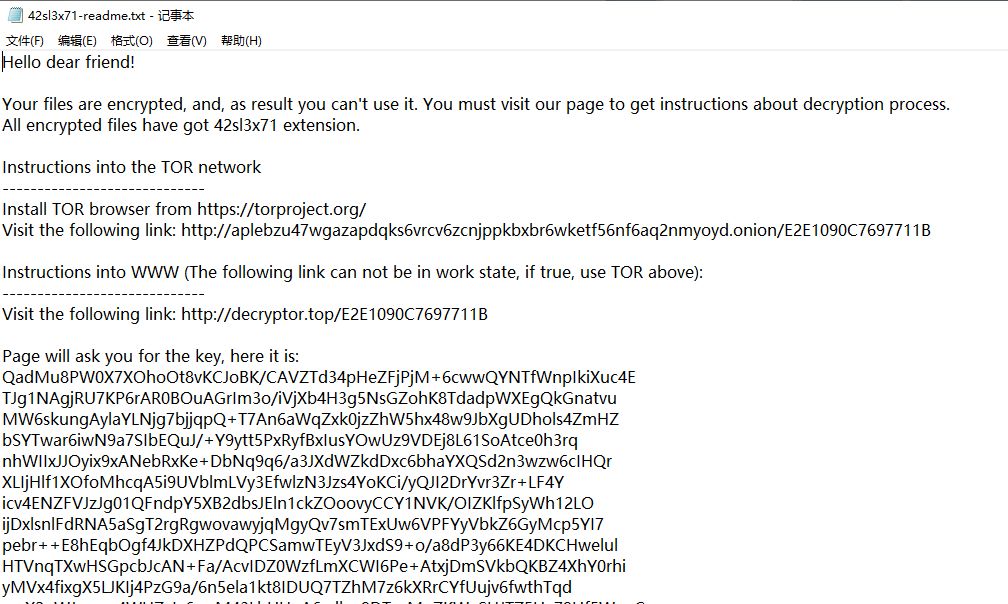 42sl3x71-readme.txt - 记事本
文件(F) 编辑(E) 格式(O) 查看(V) 帮助(H)
Hello dear friend!
Your files are encrypted, and, as result you can't use it. You must visit our page to get instructions about decryption process.
All encrypted files have got 42sl3x71 extension.
Instructions into the TOR network
-----------------------------
Install TOR browser from https://torproject.org/
Visit the following link: http://aplebzu47wgazapdqks6vrcv6zcnjppkbxbr6wketf56nf6aq2nmyoyd.onion/E2E1090C7697711B
Instructions into WWW (The following link can not be in work state, if true, use TOR above):
-----------------------------
Visit the following link: http://decryptor.top/E2E1090C7697711B
Page will ask you for the key, here it is:
QadMu8PW0X7XOhoOt8vKCJoBK/CAVZTd34pHeZFjPjM+6cwwQYNTfWnpIkiXuc4E
TJg1NAgjRU7KP6rAR0BOuAGrIm3o/iVjXb4H3g5NsGZohK8TdadpWXEgQkGnatvu
MW6skungAylaYLNjg7bjjqpQ+T7An6aWqZxk0jzZhW5hx48w9JbXgUDhols4ZmHZ
bSYTwar6iwN9a7SIbEQuJ/+Y9ytt5PxRyfBxIusYOwUz9VDEj8L61SoAtce0h3rq
nhWIIxJJOyix9xANebRxKe+DbNq9q6/a3JXdWZkdDxc6bhaYXQSd2n3wzw6cIHQr
XLIjHlf1XOfoMhcqA5i9UVblmLVy3EfwlzN3Jzs4YoKCi/yQJI2DrYvr3Zr+LF4Y
icv4ENZFVJzJg01QFndpY5XB2dbsJEln1ckZOoovyCCY1NVK/OIZKlfpSyWh12LO
ijDxlsnlFdRNA5aSgT2rgRgwovawyjqMgyQv7smTExUw6VPFYyVbkZ6GyMcp5YI7
pebr++E8hEqbOgf4JkDXHZPdQPCSamwTEyV3JxdS9+o/a8dP3y66KE4DKCHwelul
HTVnqTXwHSGpcbJcAN+Fa/AcvIDZ0WzfLmXCWI6Pe+AtxjDmSVkbQKBZ4XhY0rhi
yMVx4fixgX5LJKIj4PzG9a/6n5ela1kt8IDUQ7TZhM7z6kXRrCYfUujv6fwthTqd